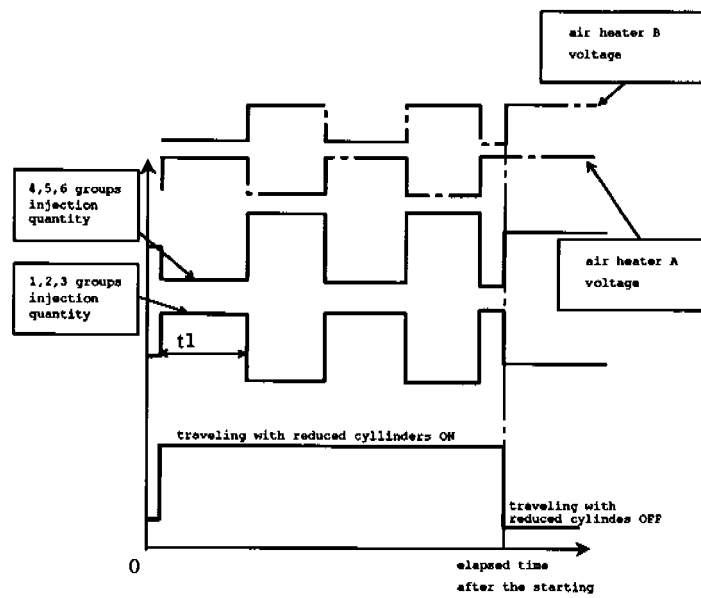 air heater B
voltage
4,5,6 groups
injection
quantity
1,2,3 groups
injection
quantity
air heater A
voltage
t1
traveling with reduced cyllinders ON
traveling with
reduced cylindes OFF
0
elapsed time
after the starting